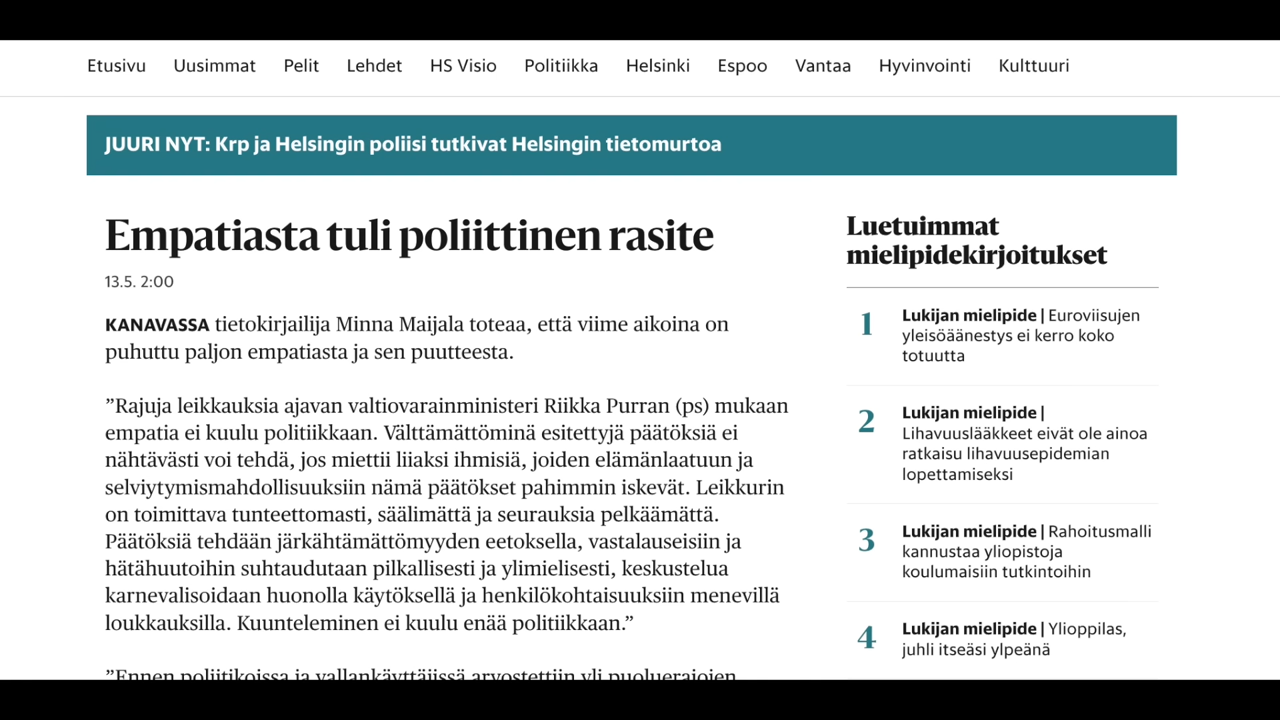 Etusivu Uusimmat Pelit Lehdet HS Visio Politiikka Helsinki Espoo Vantaa Hyvinvointi Kulttuuri
JUURI NYT: Krp ja Helsingin poliisi tutkivat Helsingin tietomurtoa
Empatiasta tuli poliittinen rasite
13.5. 2:00
KANAVASSA tietokirjailija Minna Maijala toteaa, että viime aikoina on
puhuttu paljon empatiasta ja sen puutteesta.
”Rajuja leikkauksia ajavan valtiovarainministeri Riikka Purran (ps) mukaan
empatia ei kuulu politiikkaan. Välttämättöminä esitettyjä päätöksiä ei
nähtävästi voi tehdä, jos miettii liiaksi ihmisiä, joiden elämänlaatuun ja
selviytymismahdollisuuksiin nämä päätökset pahimmin iskevät. Leikkurin
on toimittava tunteettomasti, säälimättä ja seurauksia pelkäämättä.
Päätöksiä tehdään järkähtämättömyyden eetoksella, vastalauseisiin ja
hätähuutoihin suhtaudutaan pilkallisesti ja ylimielisesti, keskustelua
karnevalisoidaan huonolla käytöksellä ja henkilökohtaisuuksiin menevillä
loukkauksilla. Kuunteleminen ei kuulu enää politiikkaan.”
”Ennen poliitikoissa ja vallankäyttäjissä arvostettiin yli puoluerajojen
Luetuimmat
mielipidekirjoitukset
1 Lukijan mielipide | Euroviisujen
yleisöäänestys ei kerro koko
totuutta
2 Lukijan mielipide |
Lihavuuslääkkeet eivät ole ainoa
ratkaisu lihavuusepidemian
lopettamiseksi
3 Lukijan mielipide | Rahoitusmalli
kannustaa yliopistoja
koulumaisiin tutkintoihin
4 Lukijan mielipide | Ylioppilas,
juhli itseäsi ylpeänä